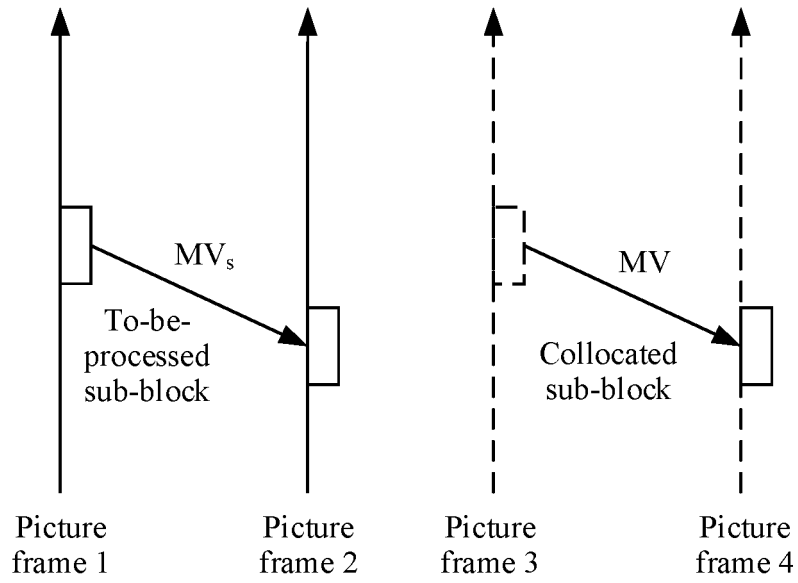 MVₛ
To-be-
processed
sub-block
MV
Collocated
sub-block
Picture
frame 1
Picture
frame 2
Picture
frame 3
Picture
frame 4